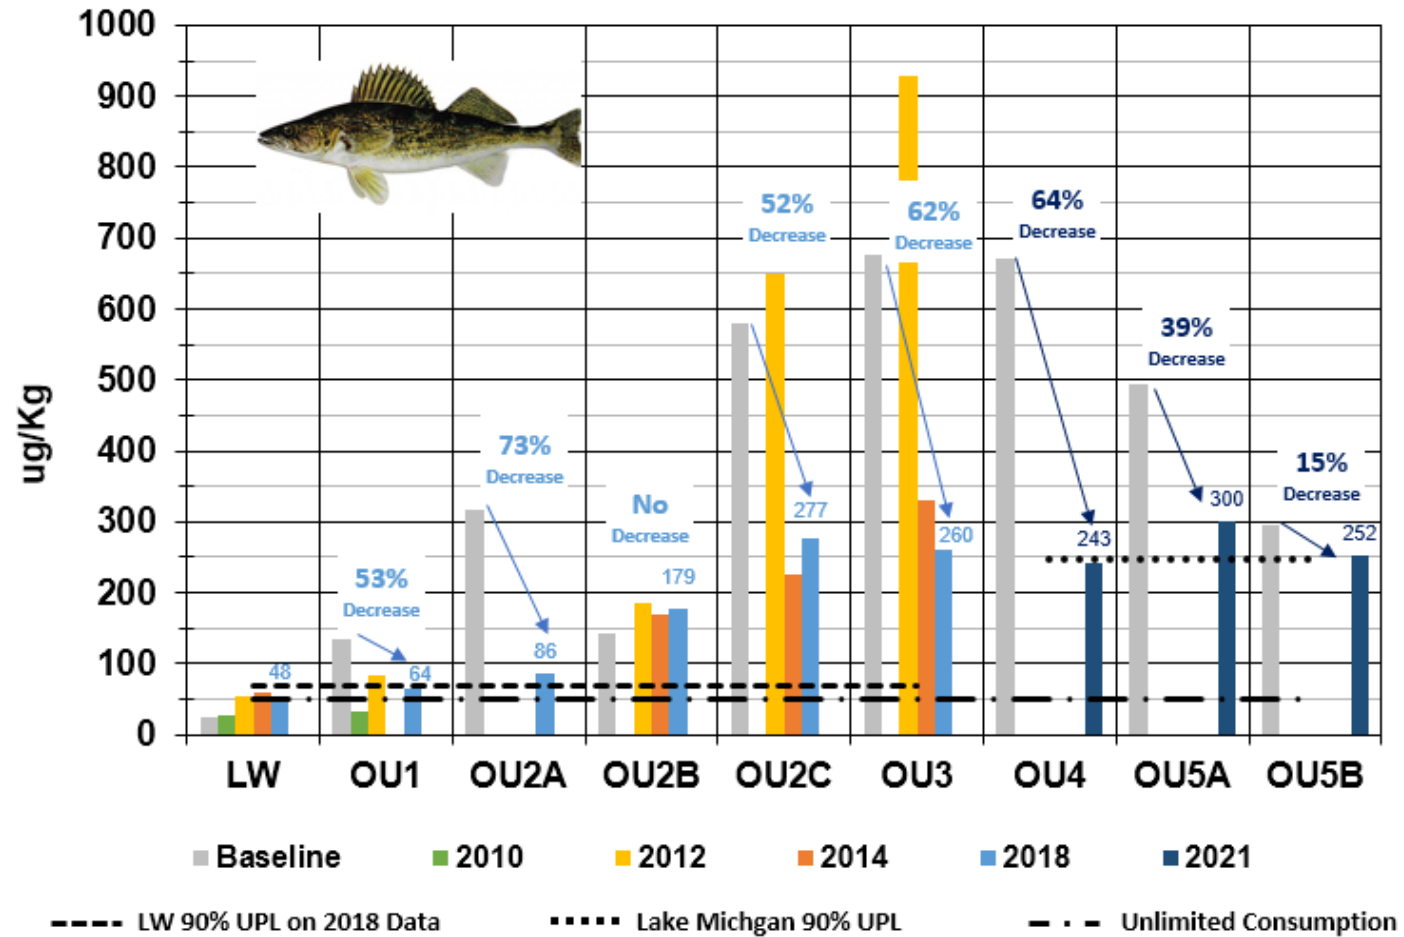 1000
900
800
700
600
500
400
300
200
100
0
ug/Kg
52%
Decrease
62%
Decrease
64%
Decrease
39%
Decrease
73%
Decrease
No
Decrease
15%
Decrease
53%
Decrease
48
64
86
179
277
260
243
300
252
LW OU1 OU2A OU2B OU2C OU3 OU4 OU5A OU5B
Baseline 2010 2012 2014 2018 2021
LW 90% UPL on 2018 Data Lake Michgan 90% UPL Unlimited Consumption